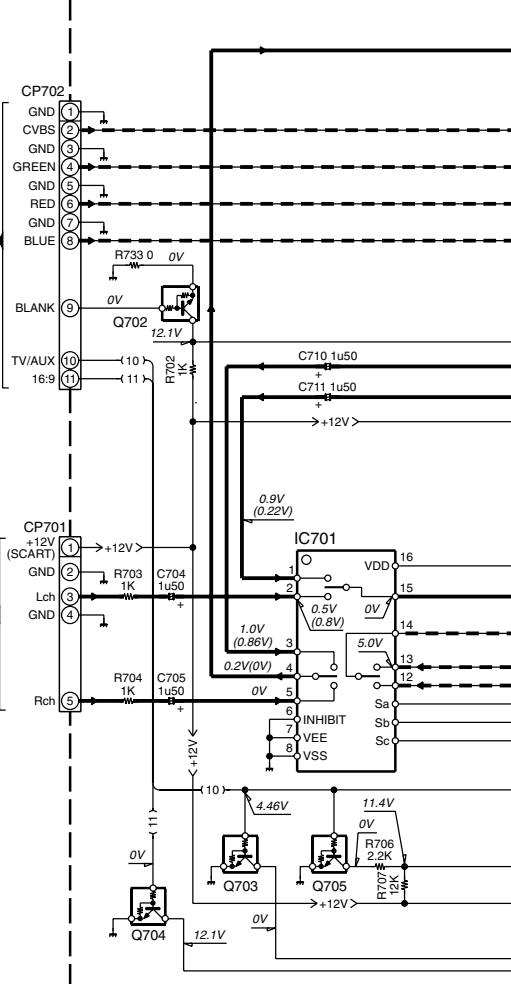 CP702
GND 1
CVBS 2
GND 3
GREEN 4
GND 5
RED 6
GND 7
BLUE 8
R733 0 0V
BLANK 9 0V
Q702
12.1V
TV/AUX 10 10
16:9 11 11
R702
1K
C710 1u50
+
C711 1u50
+
+12V
0.9V
(0.22V)
CP701
+12V
(SCART) 1 +12V
GND 2
R703
1K
C704
1u50
+
Lch 3
GND 4
IC701
VDD 16
1
2
0.5V
(0.8V)
0V
15
14
1.0V
(0.86V)
3
5.0V
13
0.2V(0V)
4
12
R704
1K
C705
1u50
+
0V
Rch 5
5
Sa
6
INHIBIT
Sb
7
VEE
Sc
8
VSS
+12V
10
4.46V
11.4V
11
0V
R706
2.2K
R707
12K
0V
Q703
Q705
+12V
Q704
0V
12.1V